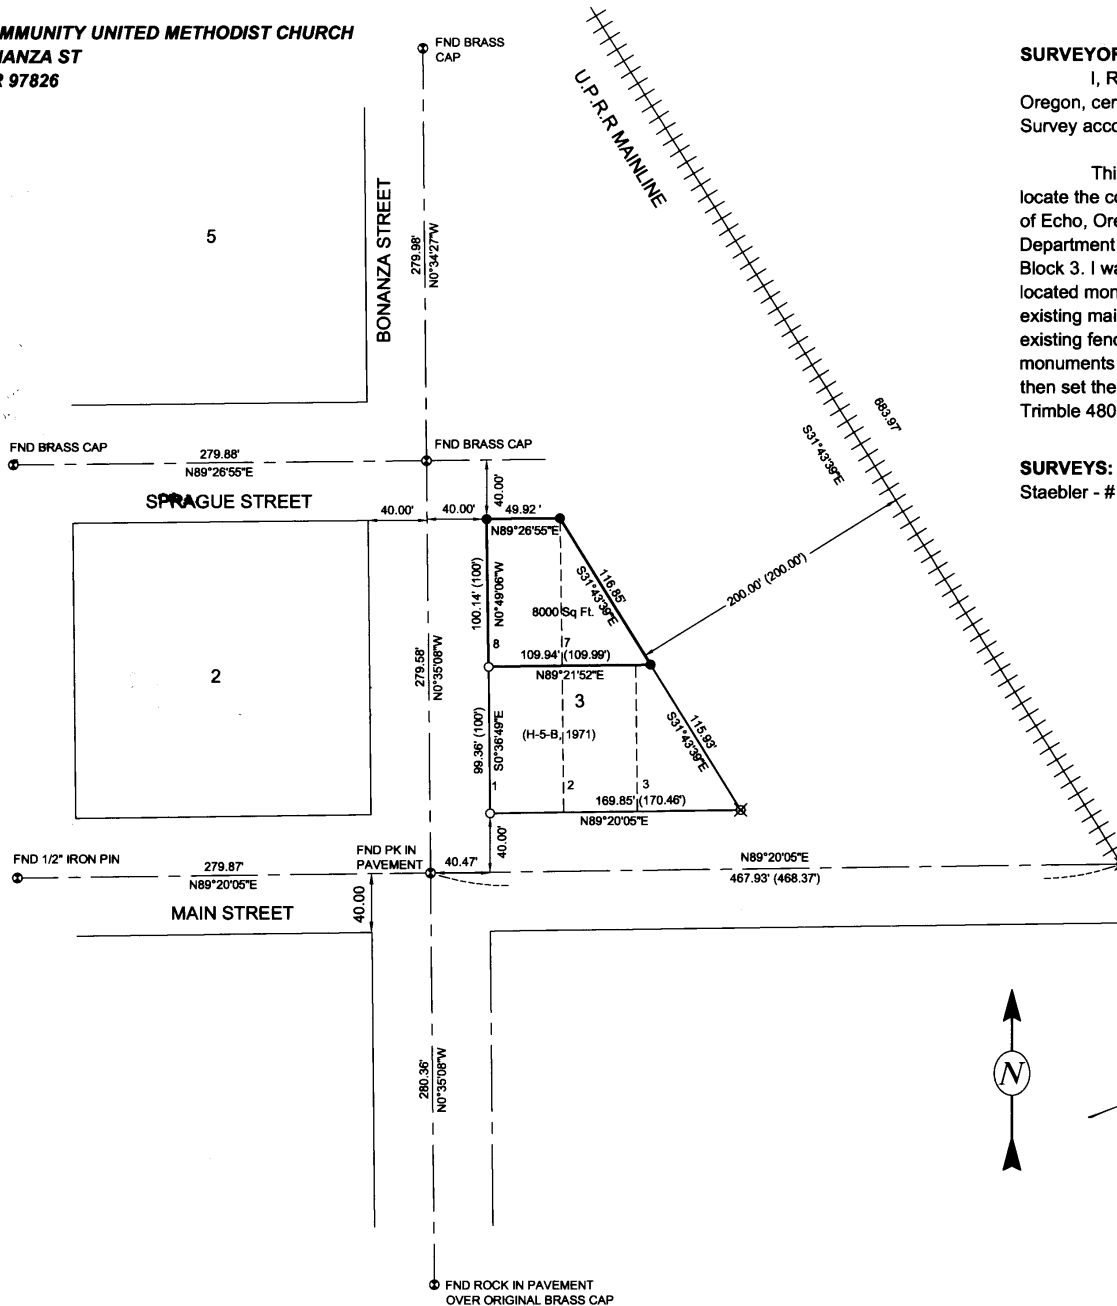 MMUNITY UNITED METHODIST CHURCH
NANZA ST
R 97826
FND BRASS
CAP
U.P.R.R MAINLINE
SURVEYOR
I, R
Oregon, cer
Survey acco
Thi
locate the co
of Echo, Ore
Department
Block 3. I wa
located mon
existing mai
existing fend
monuments
then set the
Trimble 480
SURVEYS:
Staebler - #
5
BONANZA STREET
279.98'
N0°34'27"W
683.97'
S31°43'39"E
FND BRASS CAP
279.88'
N89°26'55"E
FND BRASS CAP
SPRAGUE STREET
40.00'
40.00'
40.00'
49.92 '
N89°26'55"E
100.14' (100')
N0°49'06"W
116.85'
S31°43'39"E
200.00' (200.00')
8000 Sq Ft.
8
7
109.94' (109.99')
N89°21'52"E
2
279.58'
N0°35'08"W
3
99.36' (100')
S0°36'49"E
(H-5-B, 1971)
115.93'
S31°43'39"E
1
2
3
169.85' (170.46')
N89°20'05"E
FND 1/2" IRON PIN
279.87'
N89°20'05"E
FND PK IN
PAVEMENT
40.47'
40.00'
N89°20'05"E
467.93' (468.37')
MAIN STREET
40.00
280.36'
N0°35'08"W
N
FND ROCK IN PAVEMENT
OVER ORIGINAL BRASS CAP